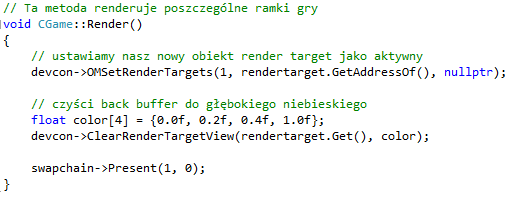 // Ta metoda renderuje poszczególne ramki gry
void CGame::Render()
{
// ustawiamy nasz nowy obiekt render target jako aktywny
devcon->OMSetRenderTargets(1, rendertarget.GetAddressOf(), nullptr);
// czyści back buffer do głębokiego niebieskiego
float color[4] = {0.0f, 0.2f, 0.4f, 1.0f};
devcon->ClearRenderTargetView(rendertarget.Get(), color);
swapchain->Present(1, 0);
}